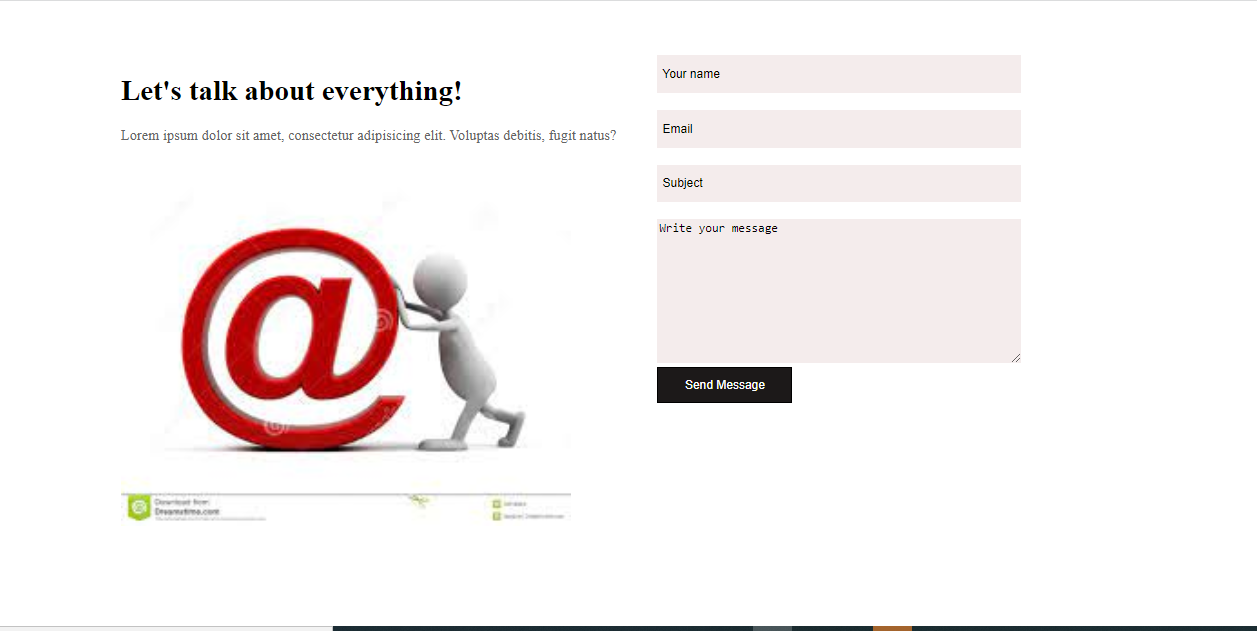 Let's talk about everything!
Lorem ipsum dolor sit amet, consectetur adipisicing elit. Voluptas debitis, fugit natus?
Download from
Dreamstime.com
Your name
Email
Subject
Write your message
Send Message